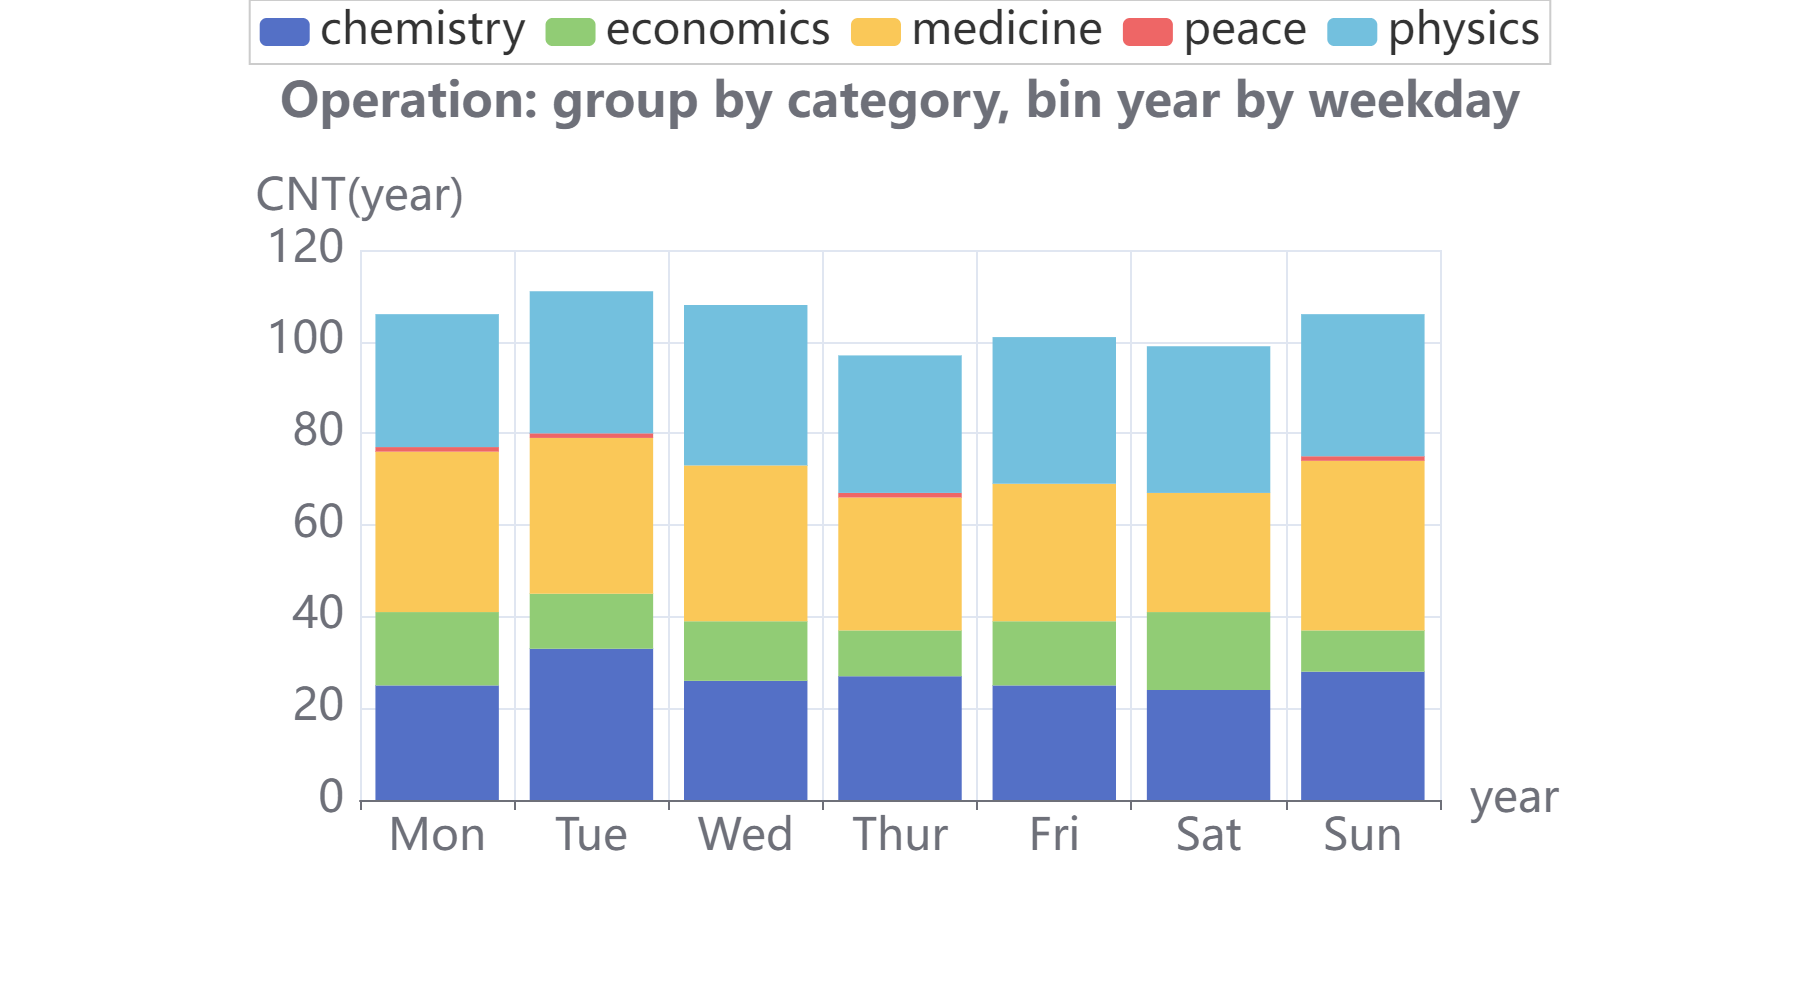 chemistry economics medicine peace physics
Operation: group by category, bin year by weekday
CNT(year)
120
100
80
60
40
20
0
Mon Tue Wed Thur Fri Sat Sun
year